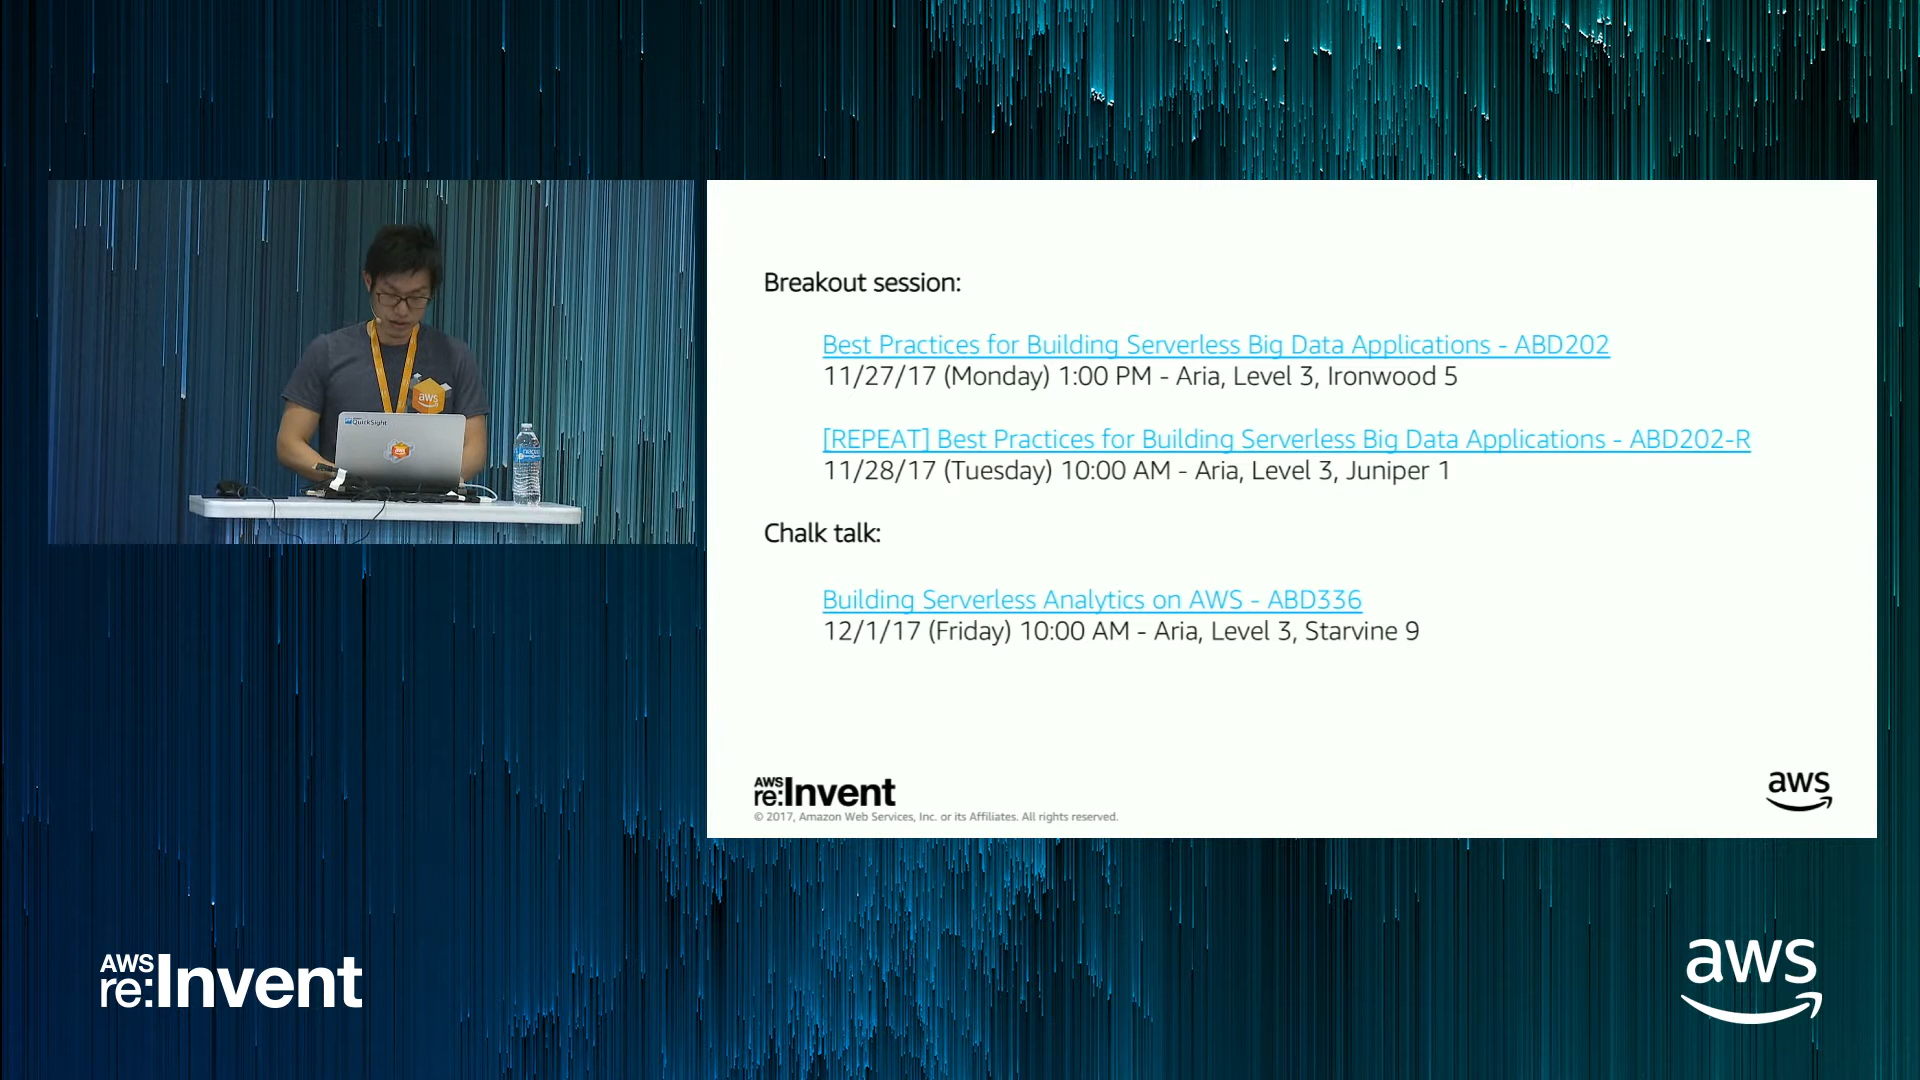 Breakout session:
Best Practices for Building Serverless Big Data Applications - ABD202
11/27/17 (Monday) 1:00 PM - Aria, Level 3, Ironwood 5
[REPEAT] Best Practices for Building Serverless Big Data Applications - ABD202-R
11/28/17 (Tuesday) 10:00 AM - Aria, Level 3, Juniper 1
Chalk talk:
Building Serverless Analytics on AWS - ABD336
12/1/17 (Friday) 10:00 AM - Aria, Level 3, Starvine 9
AWS
re:Invent
© 2017, Amazon Web Services, Inc. or its Affiliates. All rights reserved.
aws
aws
QuickSight
aws
AWS
re:Invent
aws